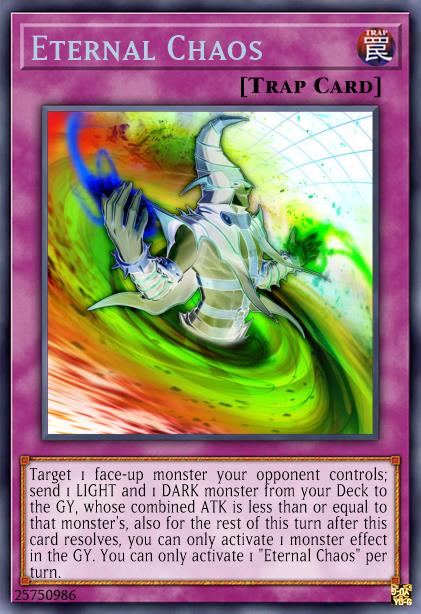 Eternal Chaos
TRAP
罠
[Trap Card]
Target 1 face-up monster your opponent controls;
send 1 LIGHT and 1 DARK monster from your Deck to
the GY, whose combined ATK is less than or equal to
that monster's, also for the rest of this turn after this
card resolves, you can only activate 1 monster effect
in the GY. You can only activate 1 "Eternal Chaos" per
turn.
25750986